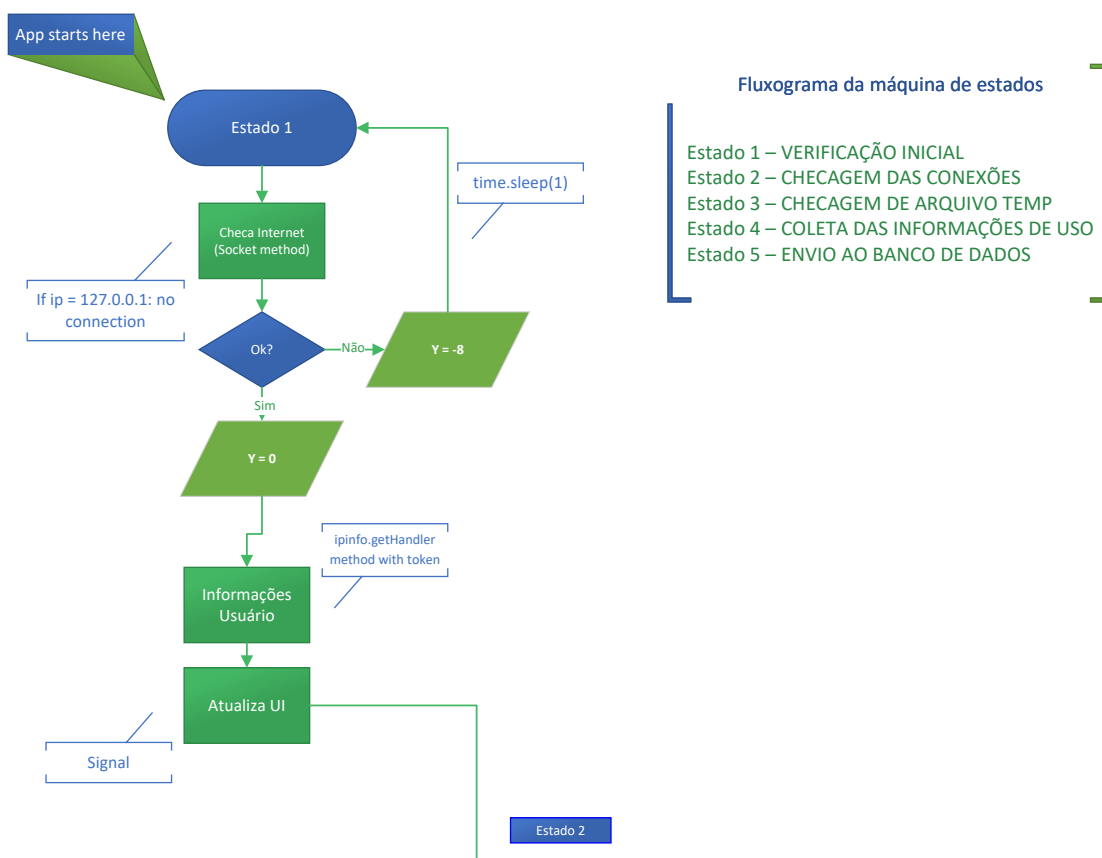 App starts here
Estado 1
Fluxograma da máquina de estados
Estado 1 – VERIFICAÇÃO INICIAL
Estado 2 – CHECAGEM DAS CONEXÕES
Estado 3 – CHECAGEM DE ARQUIVO TEMP
Estado 4 – COLETA DAS INFORMAÇÕES DE USO
Estado 5 – ENVIO AO BANCO DE DADOS
time.sleep(1)
Checa Internet
(Socket method)
If ip = 127.0.0.1: no
connection
Ok?
Não
Y = -8
Sim
Y = 0
ipinfo.getHandler
method with token
Informações
Usuário
Atualiza UI
Signal
Estado 2